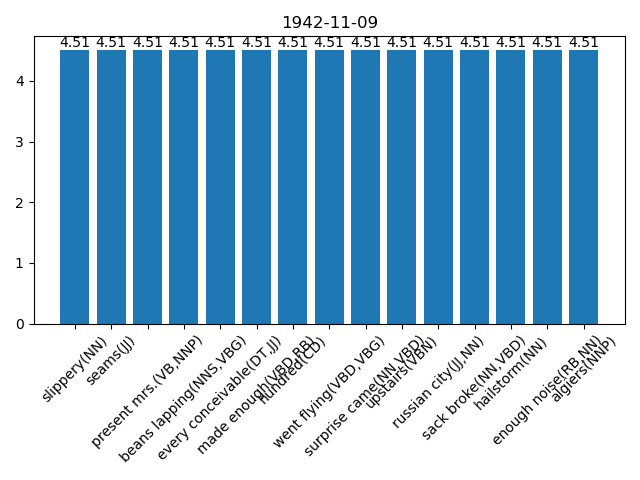 1942-11-09
4.51 4.51 4.51 4.51 4.51 4.51 4.51 4.51 4.51 4.51 4.51 4.51 4.51 4.51 4.51
4
3
2
1
0
slippery(NN)
seams(JJ)
present mrs.(VB,NNP)
beans lapping(NNS,VBG)
every conceivable(DT,JJ)
made enough(VBD,RB)
hundred(CD)
went flying(VBD,VBG)
surprise came(NN,VBD)
upstairs(VBN)
russian city(JJ,NN)
sack broke(NN,VBD)
hailstorm(NN)
enough noise(RB,NN)
algiers(NNP)